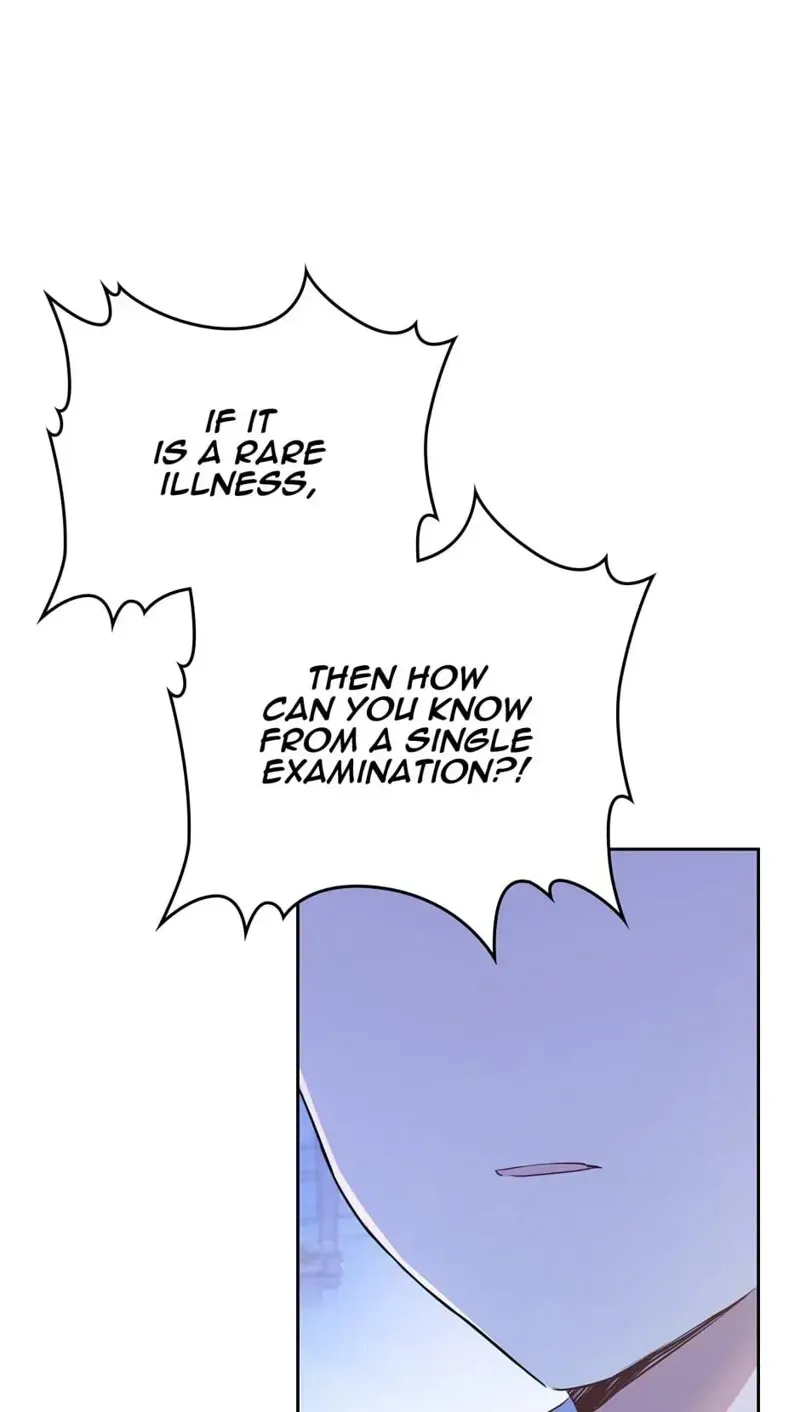 IF IT
IS A RARE
ILLNESS,
THEN HOW
CAN YOU KNOW
FROM A SINGLE
EXAMINATION?!